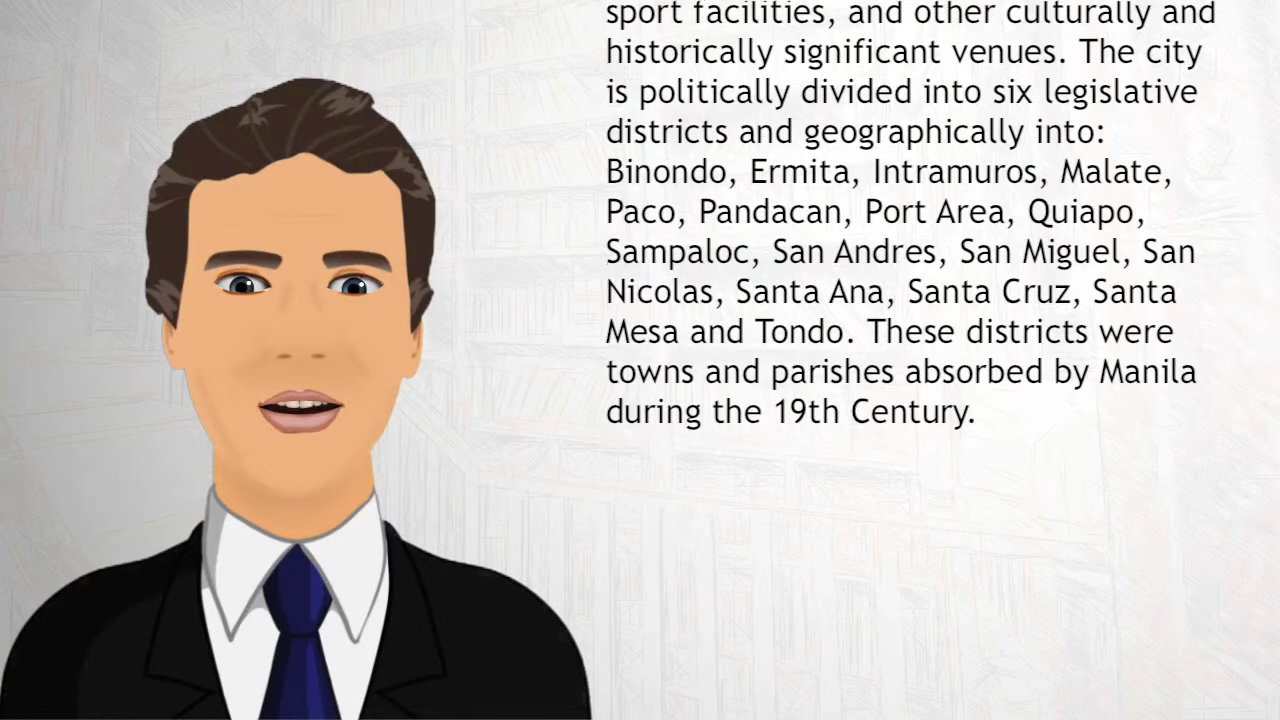 sport facilities, and other culturally and
historically significant venues. The city
is politically divided into six legislative
districts and geographically into:
Binondo, Ermita, Intramuros, Malate,
Paco, Pandacan, Port Area, Quiapo,
Sampaloc, San Andres, San Miguel, San
Nicolas, Santa Ana, Santa Cruz, Santa
Mesa and Tondo. These districts were
towns and parishes absorbed by Manila
during the 19th Century.